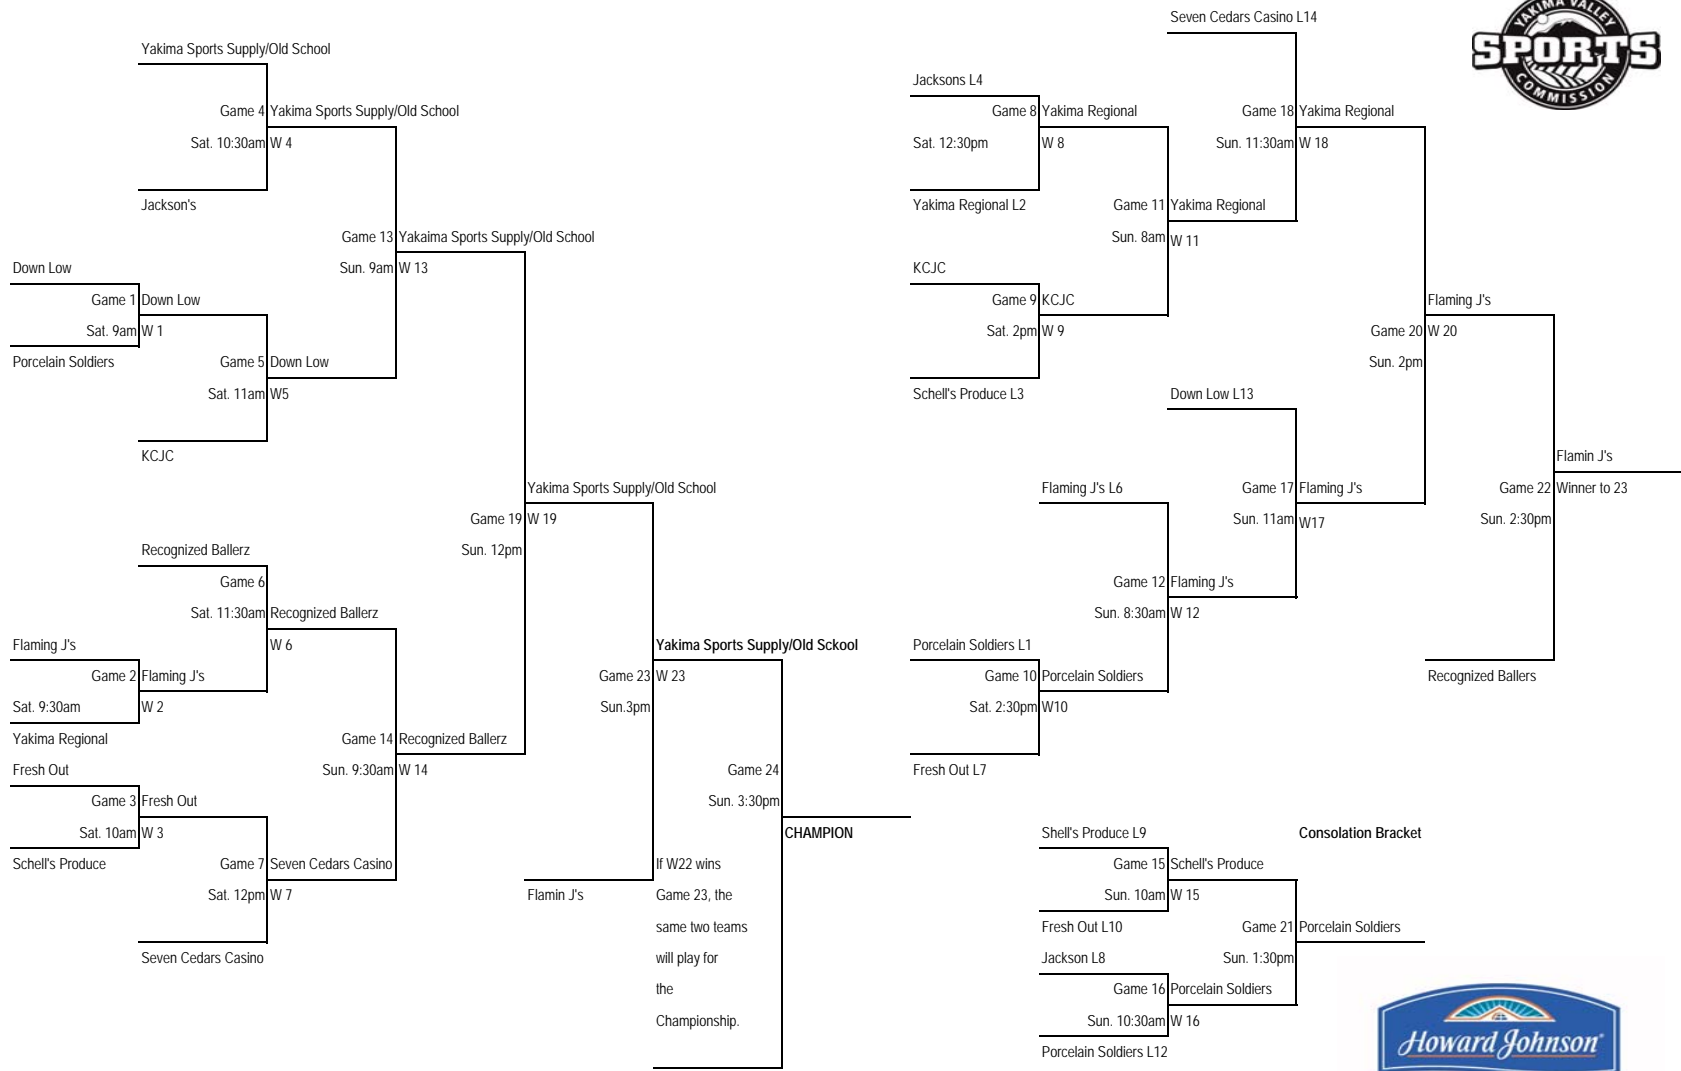 Yakima Sports Supply/Old School
Game 4 Yakima Sports Supply/Old School
Sat. 10:30am W 4
Jackson's
Game 13 Yakaima Sports Supply/Old School
Sun. 9am W 13
Down Low
Game 1 Down Low
Sat. 9am W 1
Porcelain Soldiers
Game 5 Down Low
Sat. 11am W5
KCJC
Yakima Sports Supply/Old School
Game 19 W 19
Sun. 12pm
Recognized Ballerz
Game 6
Sat. 11:30am Recognized Ballerz
W 6
Flaming J's
Game 2 Flaming J's
Sat. 9:30am W 2
Yakima Regional
Game 14 Recognized Ballerz
Sun. 9:30am W 14
Fresh Out
Game 3 Fresh Out
Sat. 10am W 3
Schell's Produce
Game 7 Seven Cedars Casino
Sat. 12pm W 7
Seven Cedars Casino
Yakima Sports Supply/Old Sckool
Game 23 W 23
Sun.3pm
Flamin J's
Game 24
Sun. 3:30pm
CHAMPION
If W22 wins
Game 23, the
same two teams
will play for
the
Championship.
Seven Cedars Casino L14
Jacksons L4
Game 8 Yakima Regional
Sat. 12:30pm W 8
Yakima Regional L2
Game 18 Yakima Regional
Sun. 11:30am W 18
Game 11 Yakima Regional
Sun. 8am W 11
KCJC
Game 9 KCJC
Sat. 2pm W 9
Schell's Produce L3
Flaming J's
Game 20 W 20
Sun. 2pm
Down Low L13
Flaming J's L6
Game 17 Flaming J's
Sun. 11am W17
Flamin J's
Game 22 Winner to 23
Sun. 2:30pm
Game 12 Flaming J's
Sun. 8:30am W 12
Porcelain Soldiers L1
Game 10 Porcelain Soldiers
Sat. 2:30pm W10
Fresh Out L7
Recognized Ballers
Shell's Produce L9
Consolation Bracket
Game 15 Schell's Produce
Sun. 10am W 15
Fresh Out L10
Game 21 Porcelain Soldiers
Sun. 1:30pm
Jackson L8
Game 16 Porcelain Soldiers
Sun. 10:30am W 16
Porcelain Soldiers L12
YAKIMA VALLEY
SPORTS
COMMISSION
Howard Johnson